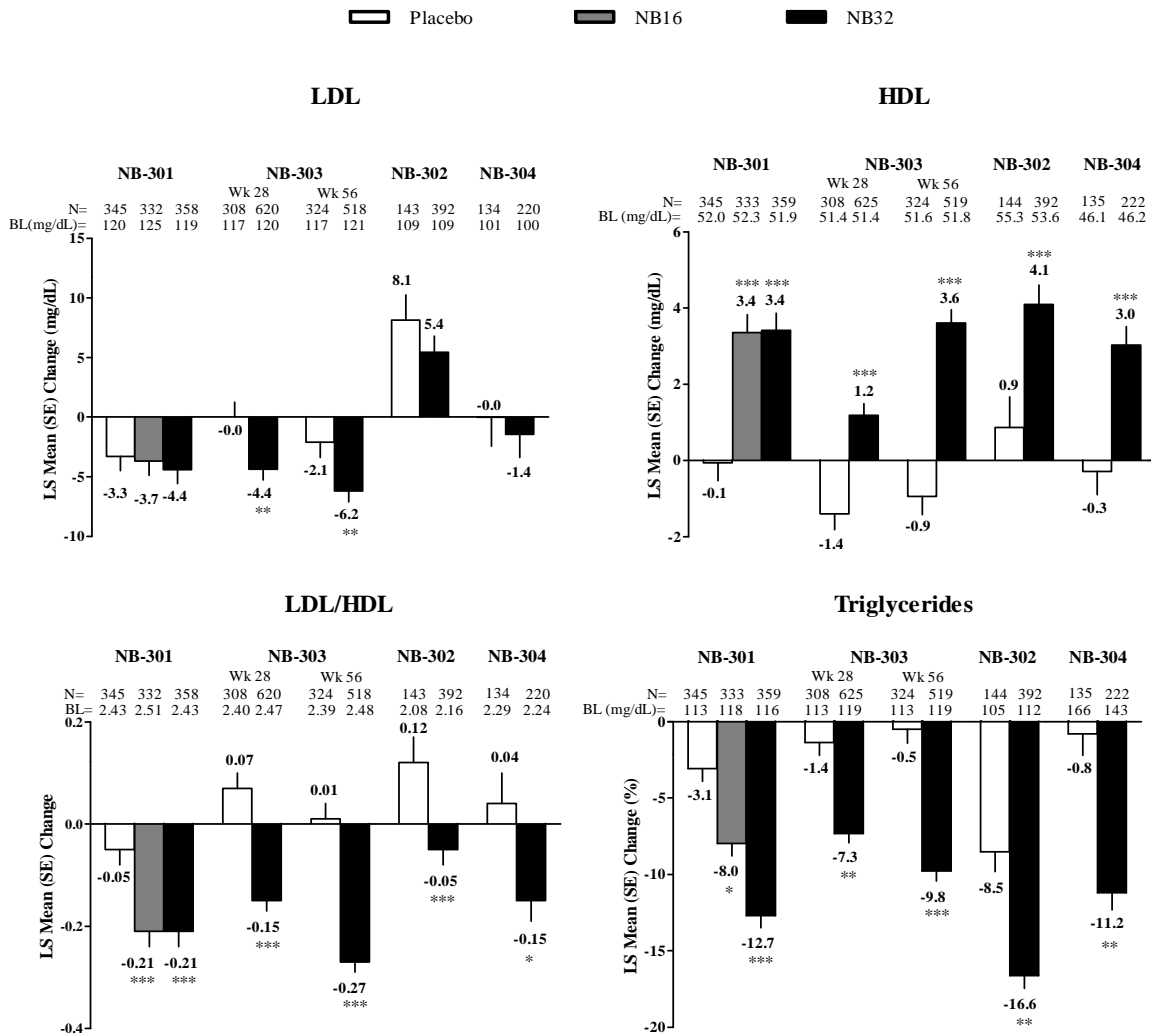 Placebo NB16 NB32
LDL
NB-301 NB-303 NB-302 NB-304
Wk 28 Wk 56
N= 345 332 358 308 620 324 518 143 392 134 220
BL(mg/dL)= 120 125 119 117 120 117 121 109 109 101 100
LS Mean (SE) Change (mg/dL)
15
10
5
0
-5
-10
8.1
5.4
-0.0 -0.0
-2.1 -1.4
-3.3 -3.7 -4.4 -4.4 -6.2
** **
HDL
NB-301 NB-303 NB-302 NB-304
Wk 28 Wk 56
N= 345 333 359 308 625 324 519 144 392 135 222
BL (mg/dL)= 52.0 52.3 51.9 51.4 51.4 51.6 51.8 55.3 53.6 46.1 46.2
LS Mean (SE) Change (mg/dL)
6
4
2
0
-2
*** *** *** *** *** ***
3.4 3.4 1.2 3.6 0.9 4.1 3.0
-0.1 -1.4 -0.9 -0.3
LDL/HDL
NB-301 NB-303 NB-302 NB-304
Wk 28 Wk 56
N= 345 332 358 308 620 324 518 143 392 134 220
BL= 2.43 2.51 2.43 2.40 2.47 2.39 2.48 2.08 2.16 2.29 2.24
LS Mean (SE) Change
0.2
0.0
-0.2
-0.4
0.07 0.01 0.12 0.04
-0.05 -0.21 -0.21 -0.15 -0.27 -0.05 -0.15
*** *** *** *** *** *
Triglycerides
NB-301 NB-303 NB-302 NB-304
Wk 28 Wk 56
N= 345 333 359 308 625 324 519 144 392 135 222
BL (mg/dL)= 113 118 116 113 119 113 119 105 112 166 143
LS Mean (SE) Change (%)
0
-5
-10
-15
-20
-3.1 -8.0 -12.7 -1.4 -7.3 -0.5 -9.8 -8.5 -16.6 -0.8 -11.2
* *** ** *** ** **